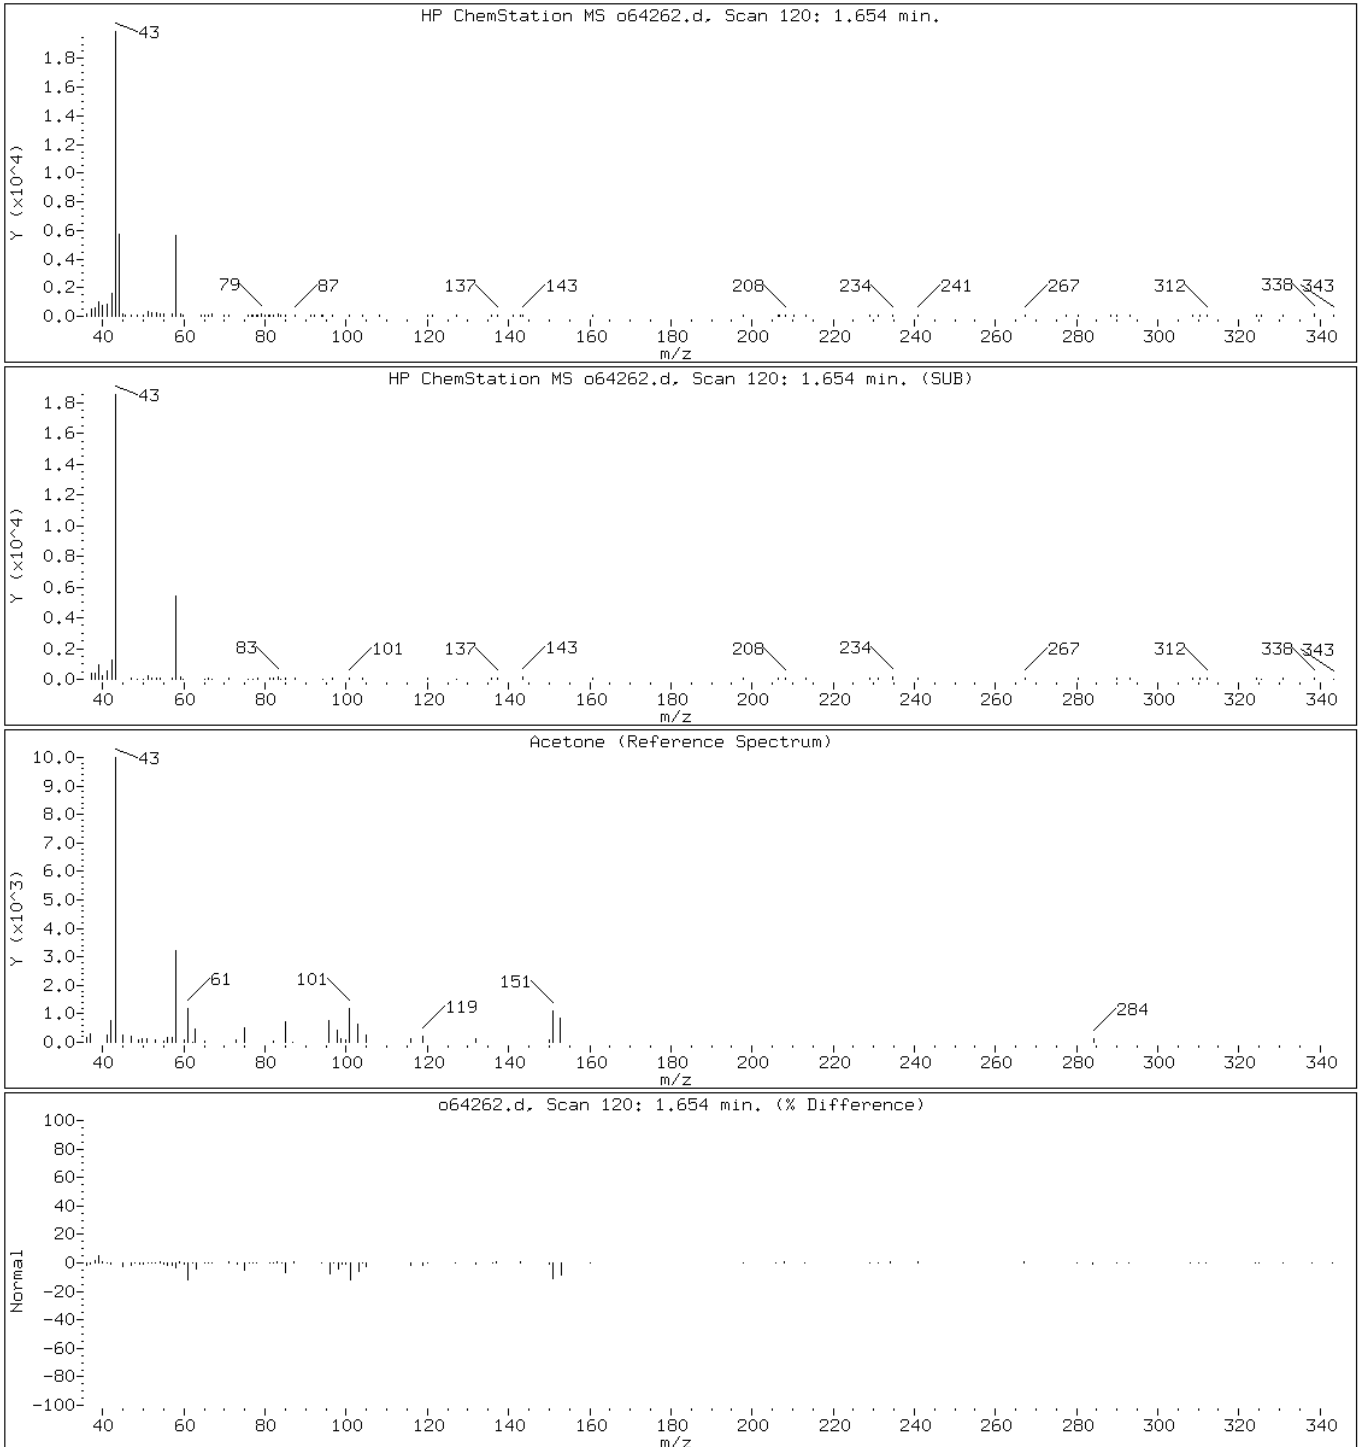 HP ChemStation MS o64262.d, Scan 120: 1.654 min.
43
1.8
1.6
1.4
1.2
1.0
0.8
0.6
0.4
0.2
0.0
Y (x10^4)
79 87 137 143 208 234 241 267 312 338 343
40 60 80 100 120 140 160 180 200 220 240 260 280 300 320 340
m/z
HP ChemStation MS o64262.d, Scan 120: 1.654 min. (SUB)
43
1.8
1.6
1.4
1.2
1.0
0.8
0.6
0.4
0.2
0.0
Y (x10^4)
83 101 137 143 208 234 267 312 338 343
40 60 80 100 120 140 160 180 200 220 240 260 280 300 320 340
m/z
Acetone (Reference Spectrum)
43
10.0
9.0
8.0
7.0
6.0
5.0
4.0
3.0
2.0
1.0
0.0
Y (x10^3)
61 101 119 151 284
40 60 80 100 120 140 160 180 200 220 240 260 280 300 320 340
m/z
o64262.d, Scan 120: 1.654 min. (% Difference)
100
80
60
40
20
0
-20
-40
-60
-80
-100
Normal
40 60 80 100 120 140 160 180 200 220 240 260 280 300 320 340
m/z